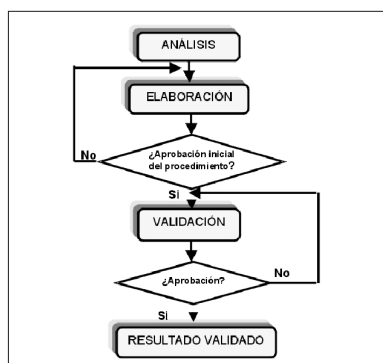 ANÁLISIS
ELABORACIÓN
¿Aprobación inicial
del procedimiento?
No
Si
VALIDACIÓN
¿Aprobación?
No
Si
RESULTADO VALIDADO